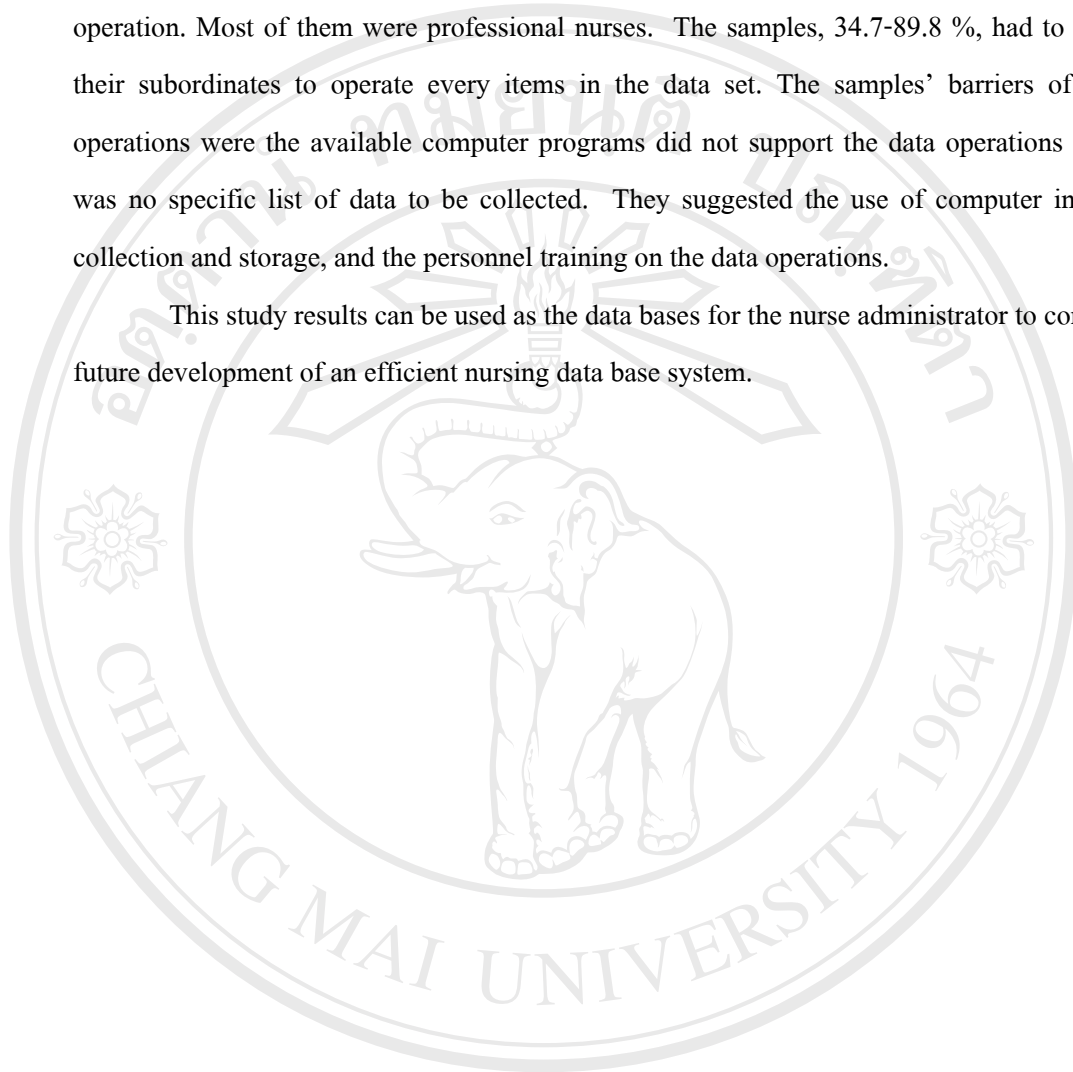 operation. Most of them were professional nurses. The samples, 34.7-89.8 %, had to
their subordinates to operate every items in the data set. The samples’ barriers of
operations were the available computer programs did not support the data operations
was no specific list of data to be collected. They suggested the use of computer in
collection and storage, and the personnel training on the data operations.
This study results can be used as the data bases for the nurse administrator to
future development of an efficient nursing data base system.
CHIANG MAI UNIVERSITY 1964